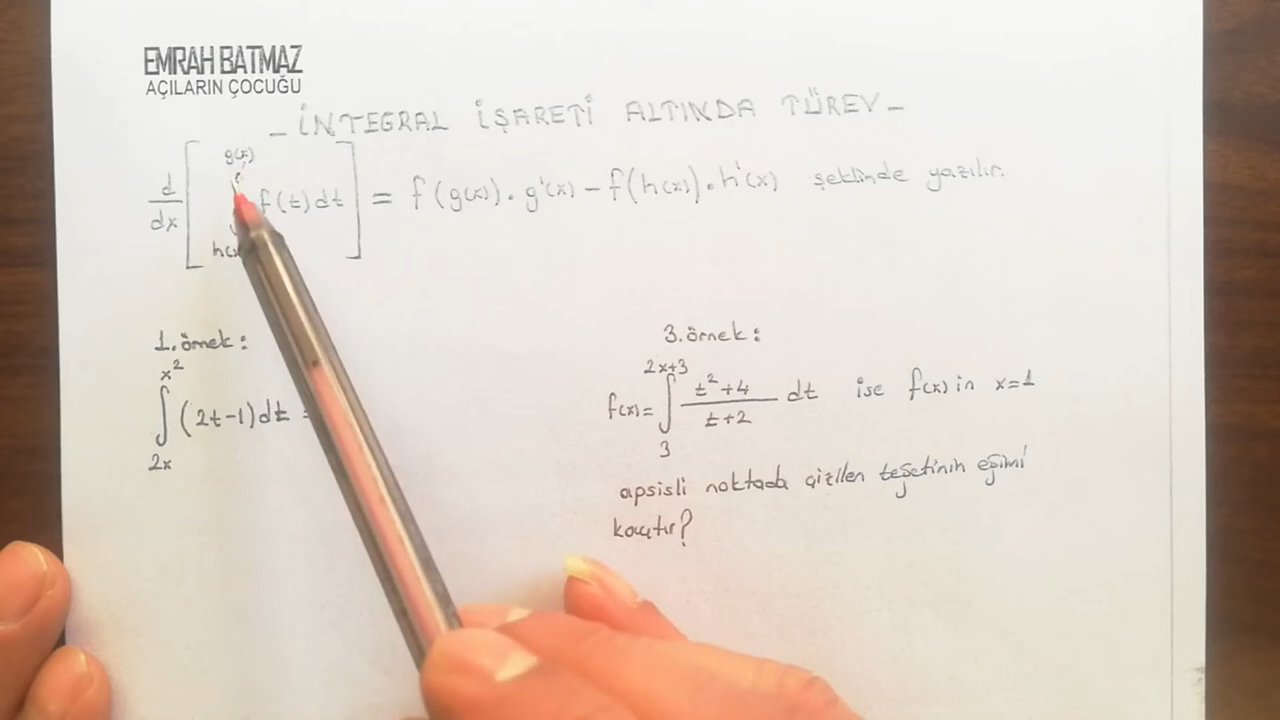 EMRAH BATMAZ
AÇILARIN ÇOCUĞU
- İNTEGRAL İŞARETİ ALTINDA TÜREV -
d/dx [ ∫ f(t)dt ] = f(g(x)).g'(x) - f(h(x)).h'(x) şeklinde yazılır.
g(x)
1. örnek:
x²
∫ (2t-1)dt =
2x
3. örnek:
2x+3
f(x)= ∫ (t²+4)/(t+2) dt ise f(x) in x=1
3
apsisli noktada çizilen teğetinin eğimi
kaçtır?